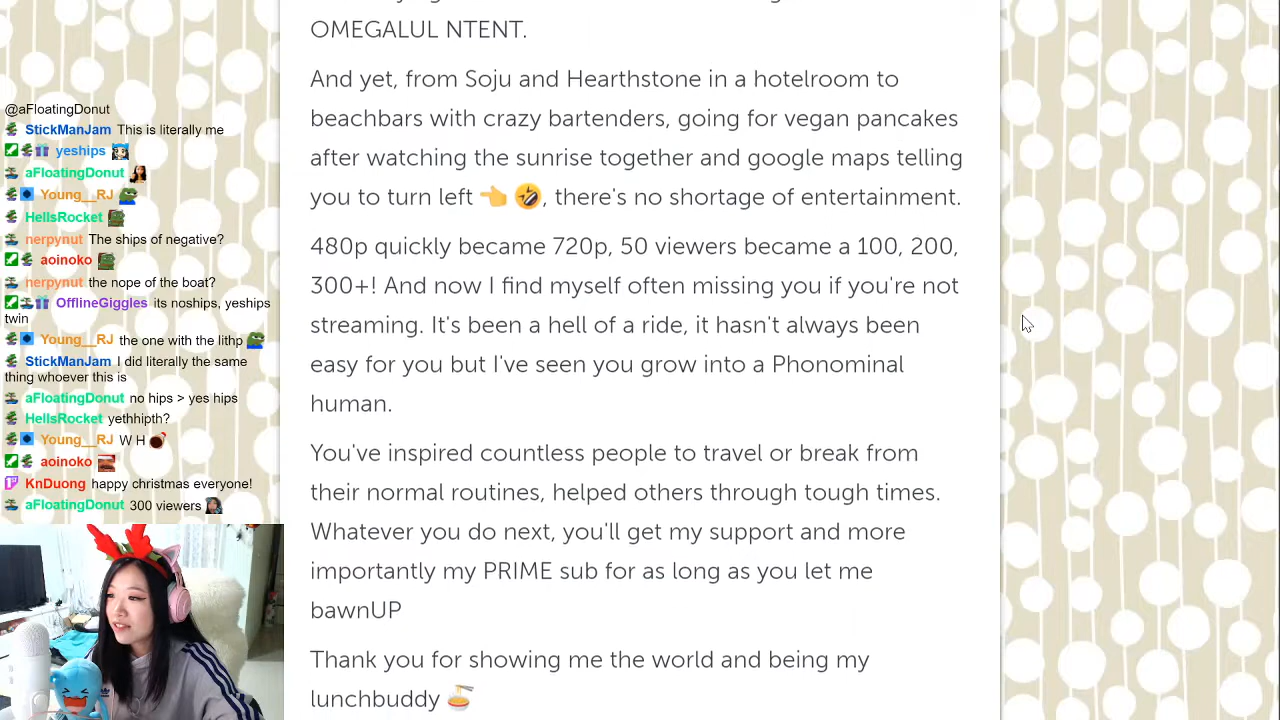 @aFloatingDonut
StickManJam This is literally me
yeships
aFloatingDonut
Young__RJ
HellsRocket
nerpynut The ships of negative?
aoinoko
nerpynut the nope of the boat?
OfflineGiggles its noships, yeships
twin
Young__RJ the one with the lithp
StickManJam I did literally the same
thing whoever this is
aFloatingDonut no hips > yes hips
HellsRocket yethhipth?
Young__RJ W H
aoinoko
KnDuong happy christmas everyone!
aFloatingDonut 300 viewers
OMEGALUL NTENT.
And yet, from Soju and Hearthstone in a hotelroom to
beachbars with crazy bartenders, going for vegan pancakes
after watching the sunrise together and google maps telling
you to turn left 👈 🤣, there's no shortage of entertainment.
480p quickly became 720p, 50 viewers became a 100, 200,
300+! And now I find myself often missing you if you're not
streaming. It's been a hell of a ride, it hasn't always been
easy for you but I've seen you grow into a Phonominal
human.
You've inspired countless people to travel or break from
their normal routines, helped others through tough times.
Whatever you do next, you'll get my support and more
importantly my PRIME sub for as long as you let me
bawnUP
Thank you for showing me the world and being my
lunchbuddy 🍜